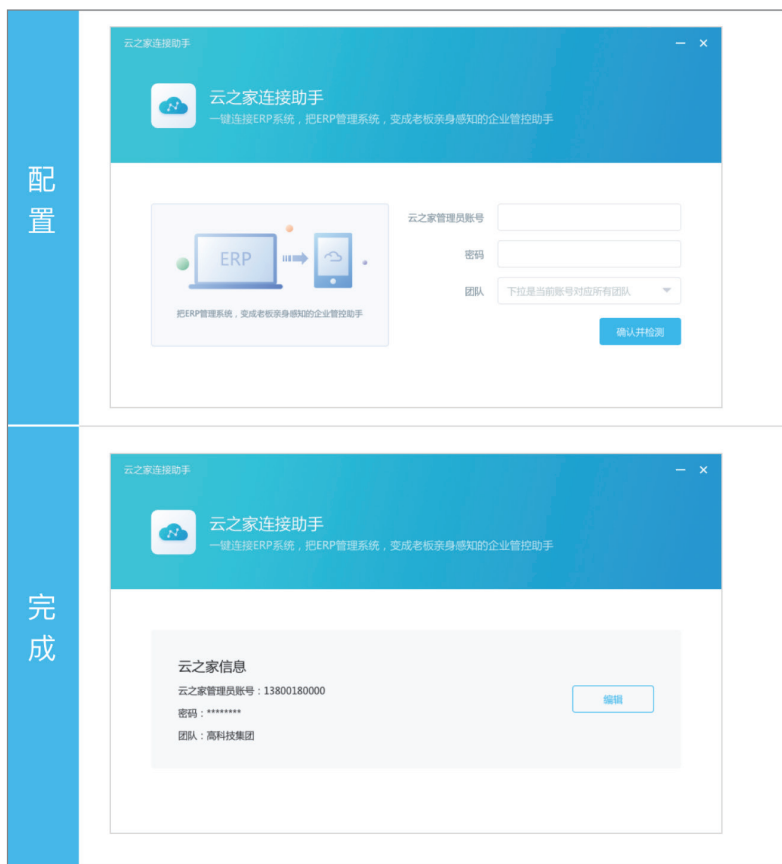 配
置
云之家连接助手
云之家连接助手
一键连接ERP系统，把ERP管理系统，变成老板亲身感知的企业管控助手
ERP
把ERP管理系统，变成老板亲身感知的企业管控助手
云之家管理员账号
密码
团队 下拉是当前账号对应所有团队
确认并检测
完
成
云之家连接助手
云之家连接助手
一键连接ERP系统，把ERP管理系统，变成老板亲身感知的企业管控助手
云之家信息
云之家管理员账号：13800180000
密码：********
团队：高科技集团
编辑